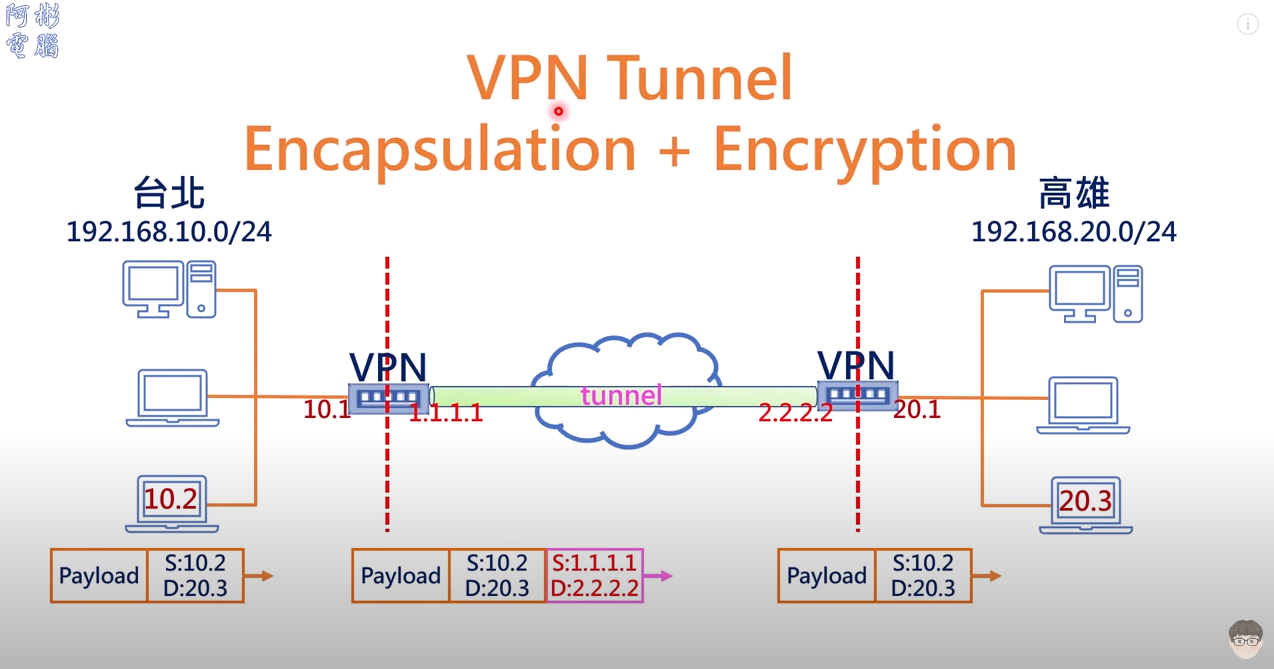 阿彬
電腦
VPN Tunnel
Encapsulation + Encryption
台北
192.168.10.0/24
高雄
192.168.20.0/24
VPN
VPN
tunnel
10.1
1.1.1.1
2.2.2.2
20.1
10.2
20.3
Payload
S:10.2
D:20.3
Payload
S:10.2
D:20.3
S:1.1.1.1
D:2.2.2.2
Payload
S:10.2
D:20.3